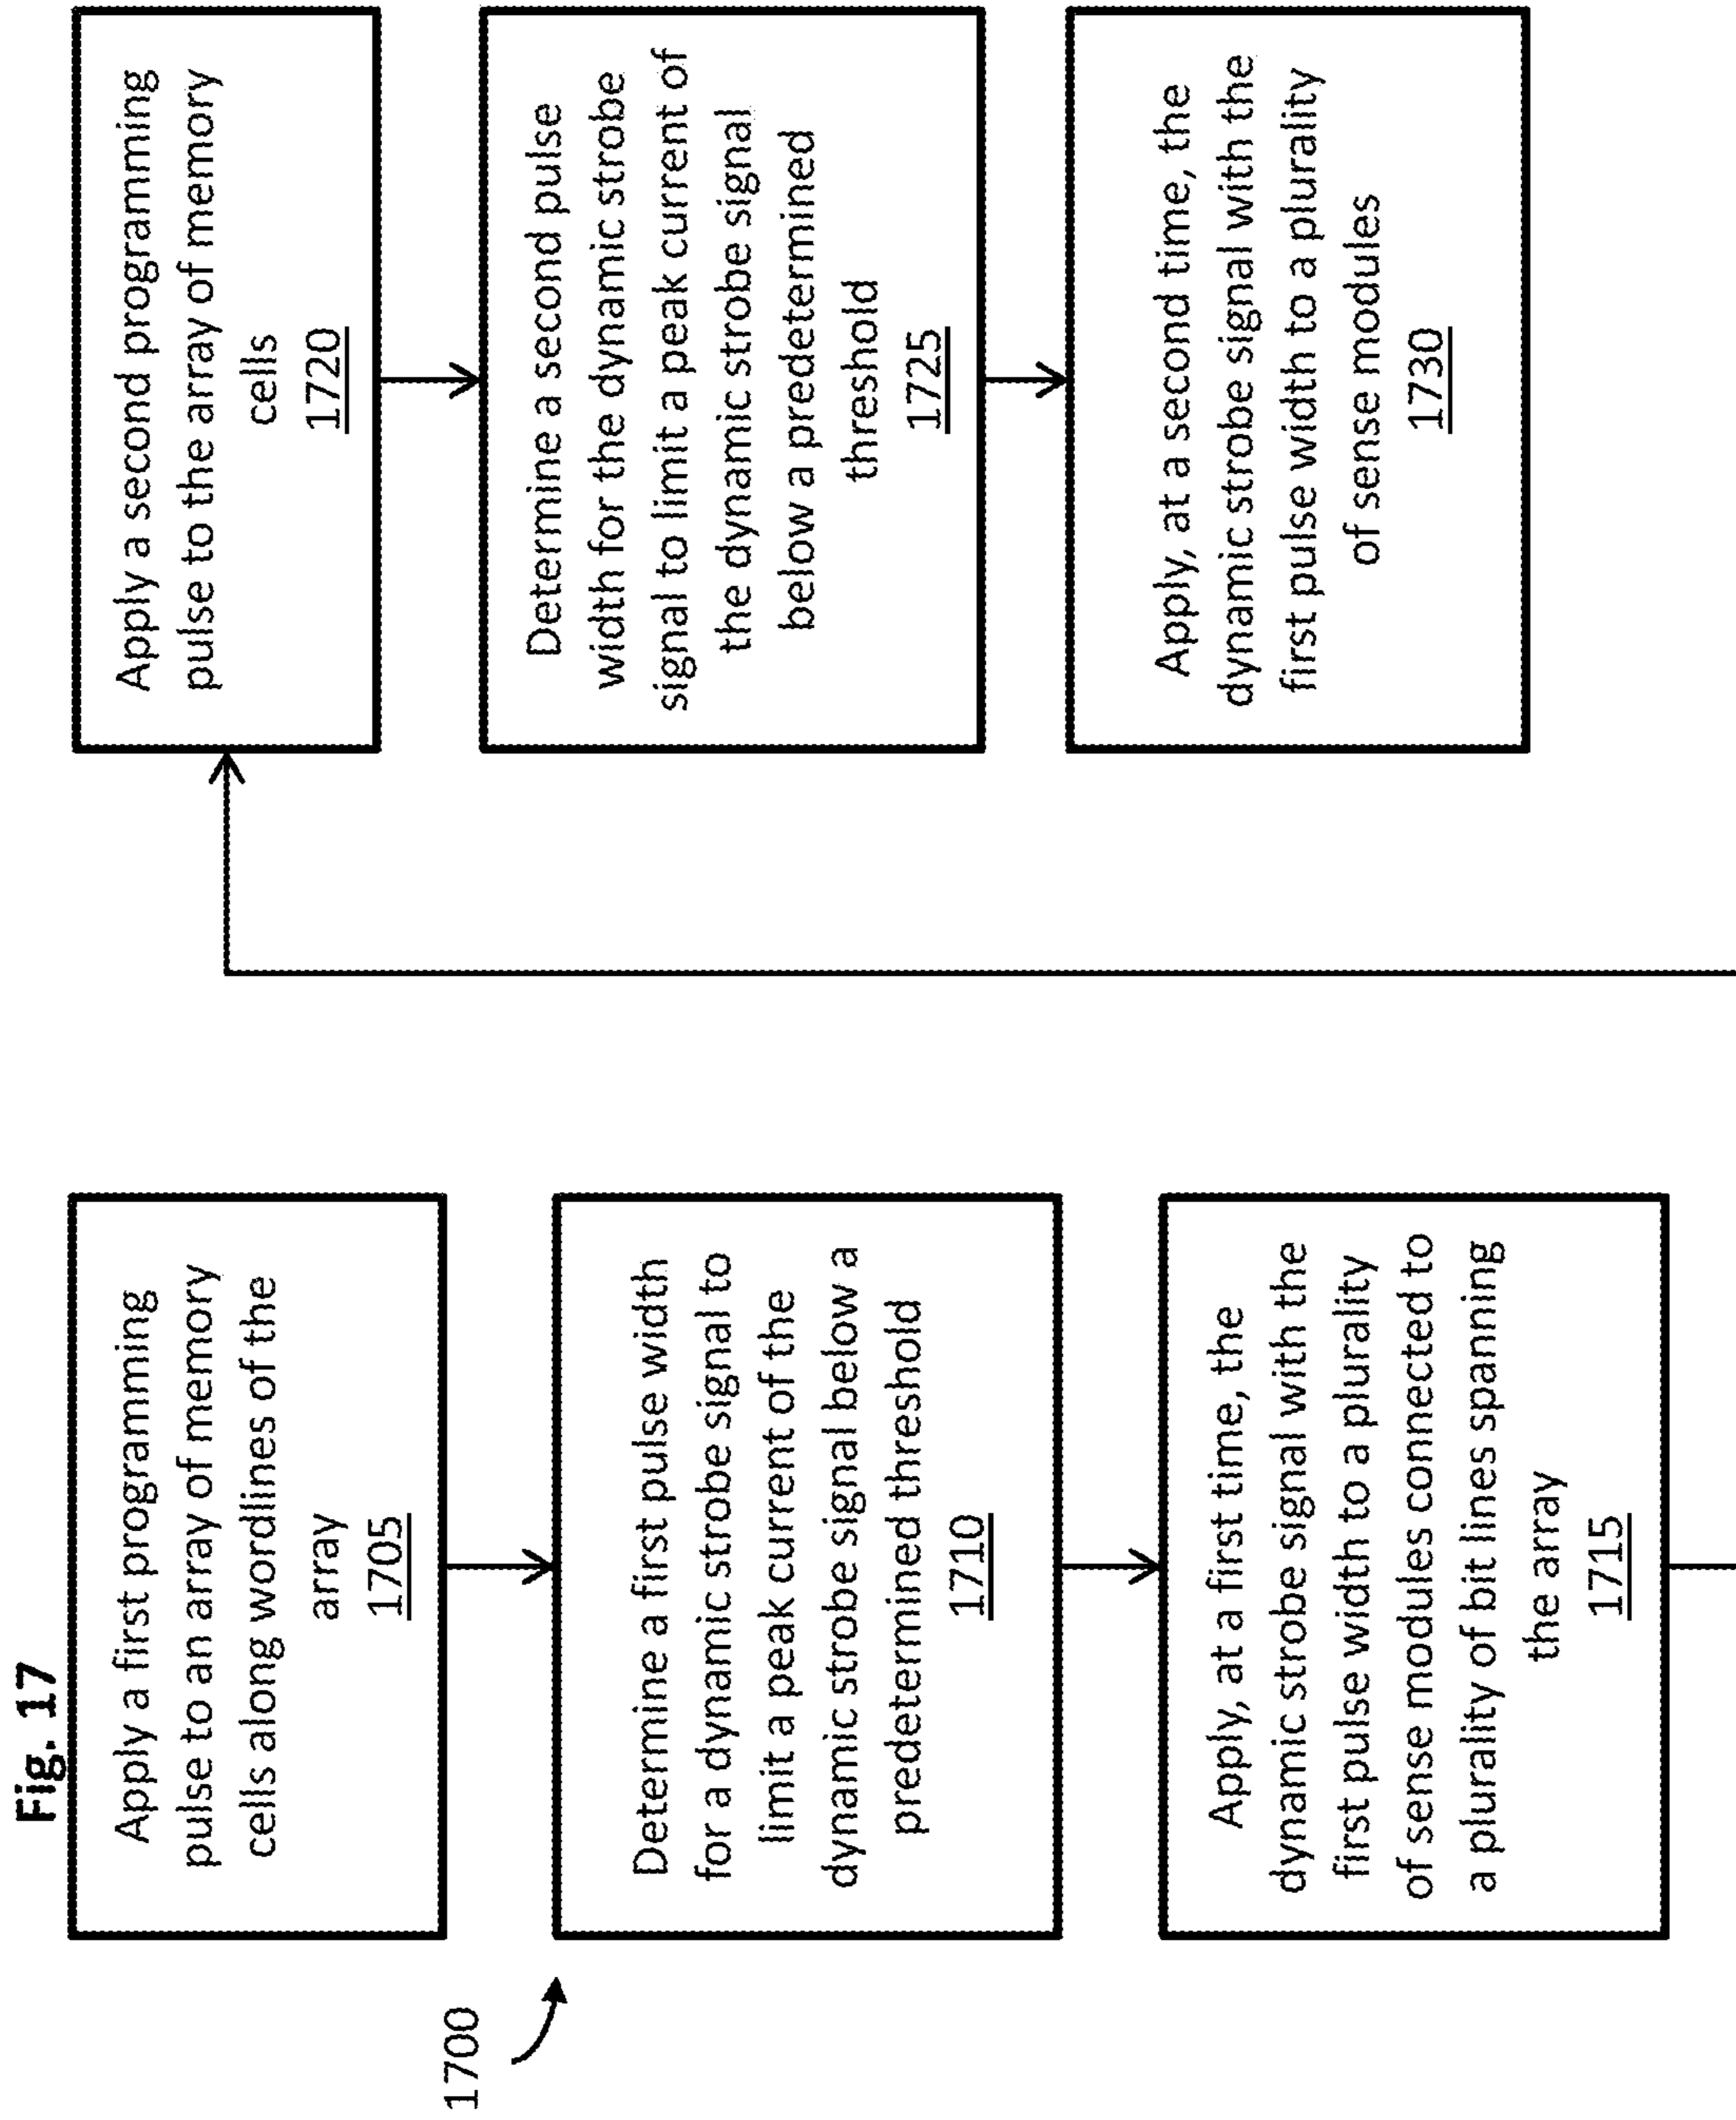 Fig. 17
1700
Apply a first programming
pulse to an array of memory
cells along wordlines of the
array
1705
Determine a first pulse width
for a dynamic strobe signal to
limit a peak current of the
dynamic strobe signal below a
predetermined threshold
1710
Apply, at a first time, the
dynamic strobe signal with the
first pulse width to a plurality
of sense modules connected to
a plurality of bit lines spanning
the array
1715
Apply a second programming
pulse to the array of memory
cells
1720
Determine a second pulse
width for the dynamic strobe
signal to limit a peak current of
the dynamic strobe signal
below a predetermined
threshold
1725
Apply, at a second time, the
dynamic strobe signal with the
first pulse width to a plurality
of sense modules
1730